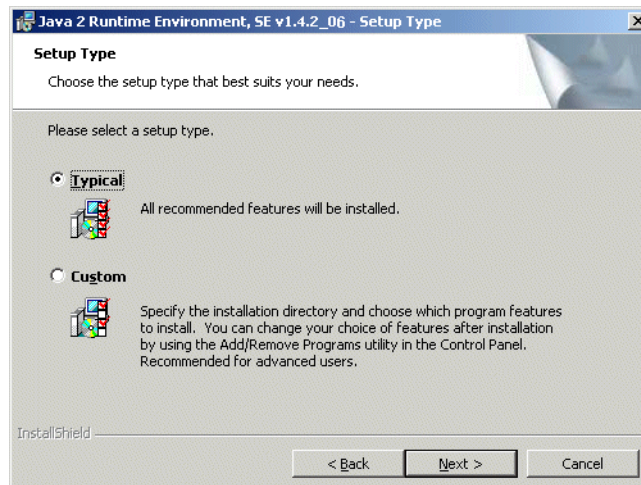 Java 2 Runtime Environment, SE v1.4.2_06 - Setup Type
Setup Type
Choose the setup type that best suits your needs.
Please select a setup type.
Typical
All recommended features will be installed.
Custom
Specify the installation directory and choose which program features
to install. You can change your choice of features after installation
by using the Add/Remove Programs utility in the Control Panel.
Recommended for advanced users.
InstallShield
< Back Next > Cancel